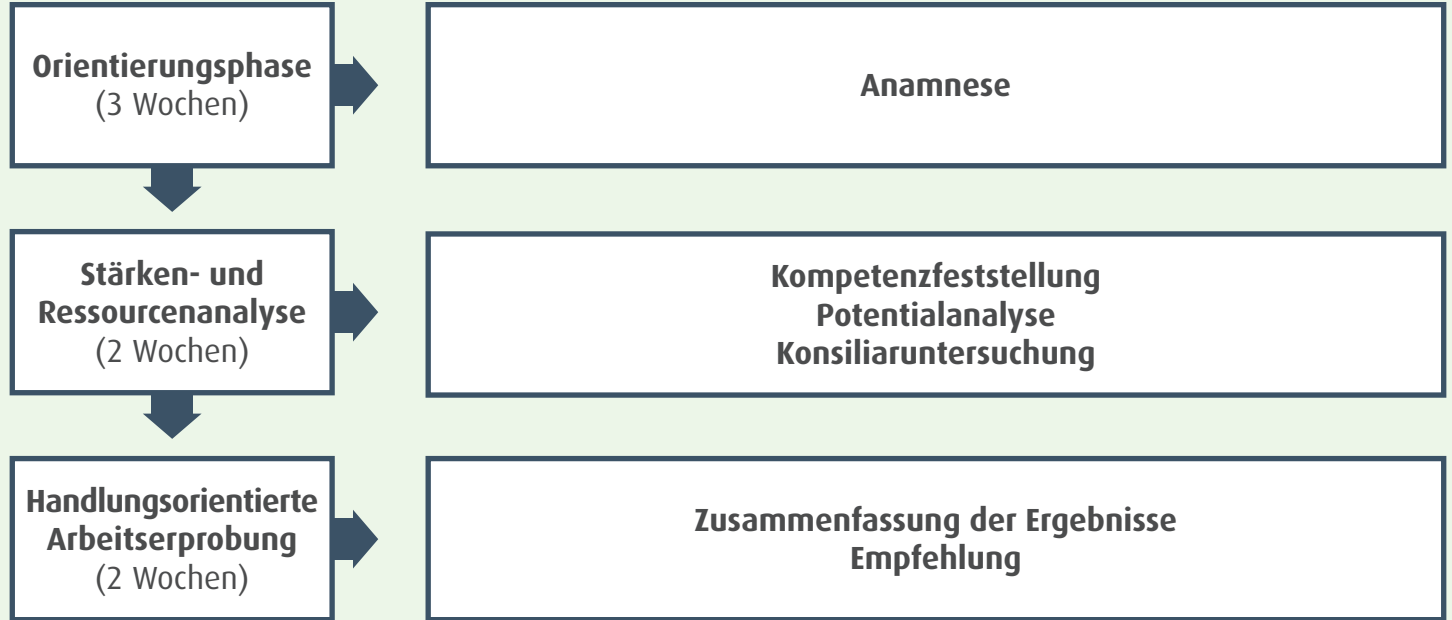 Orientierungsphase
(3 Wochen)
Anamnese
Stärken- und
Ressourcenanalyse
(2 Wochen)
Kompetenzfeststellung
Potentialanalyse
Konsiliaruntersuchung
Handlungsorientierte
Arbeitserprobung
(2 Wochen)
Zusammenfassung der Ergebnisse
Empfehlung